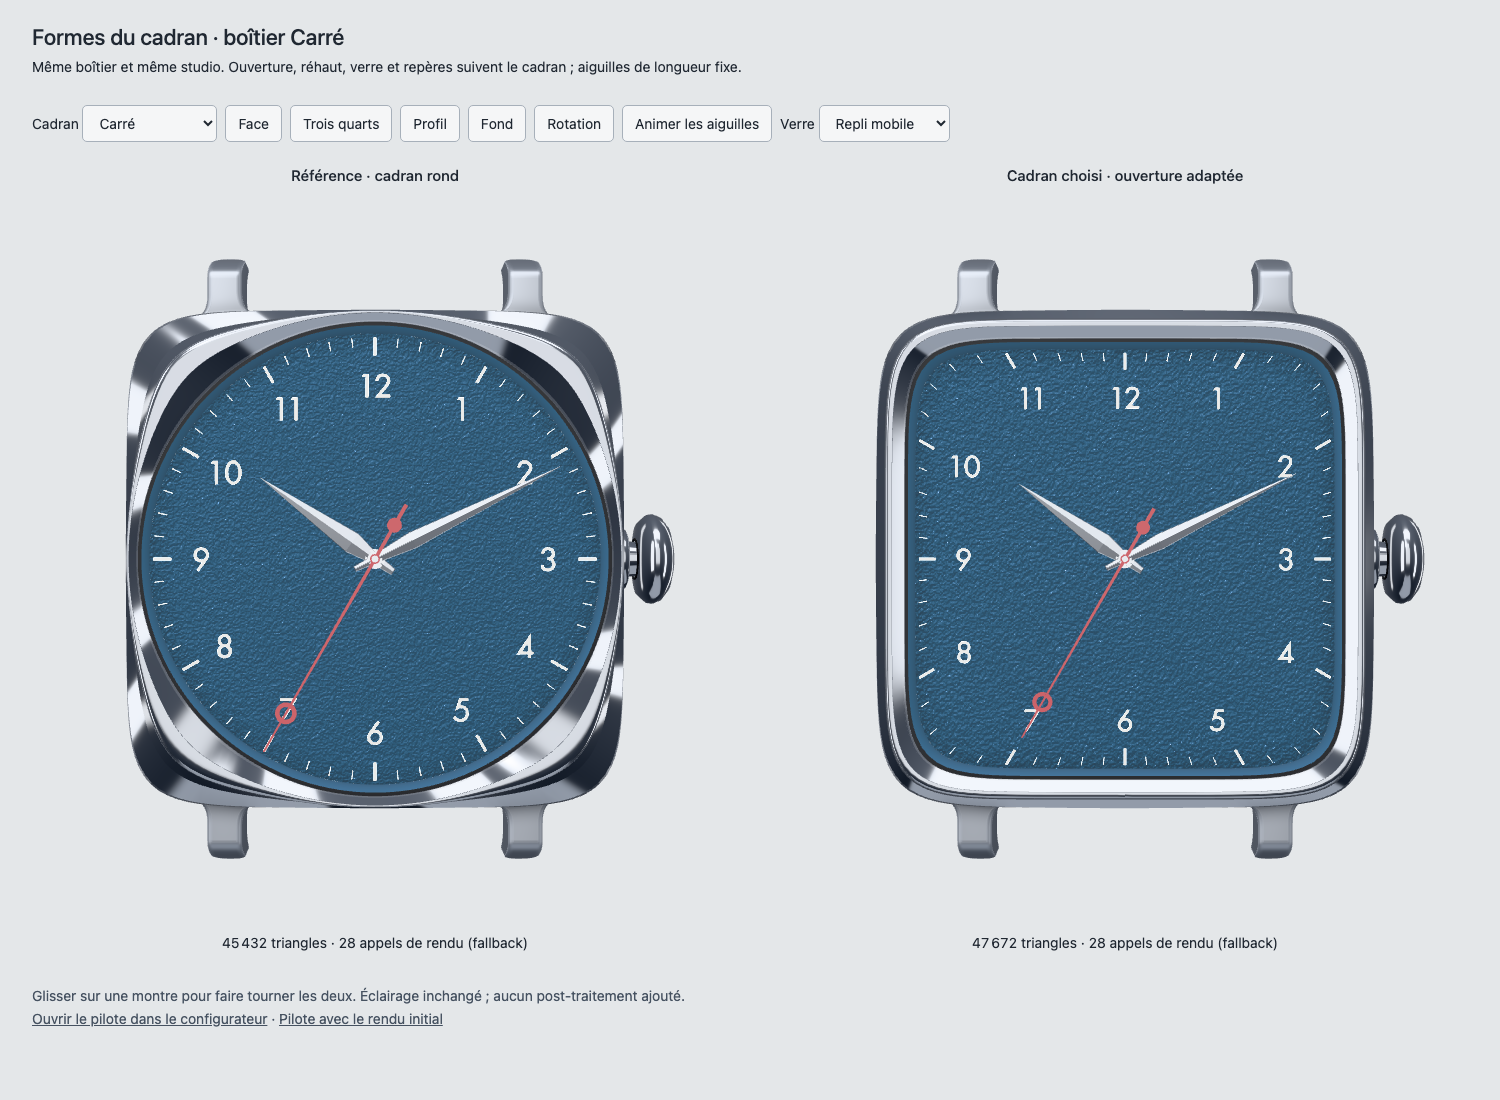 Formes du cadran · boîtier Carré
Même boîtier et même studio. Ouverture, réhaut, verre et repères suivent le cadran ; aiguilles de longueur fixe.
Cadran Carré Face Trois quarts Profil Fond Rotation Animer les aiguilles Verre Repli mobile
Référence · cadran rond
12
11 1
10 2
9 3
8 4
7 5
6
45 432 triangles · 28 appels de rendu (fallback)
Cadran choisi · ouverture adaptée
11 12 1
10 2
9 3
8 4
7 6 5
47 672 triangles · 28 appels de rendu (fallback)
Glisser sur une montre pour faire tourner les deux. Éclairage inchangé ; aucun post-traitement ajouté.
Ouvrir le pilote dans le configurateur · Pilote avec le rendu initial